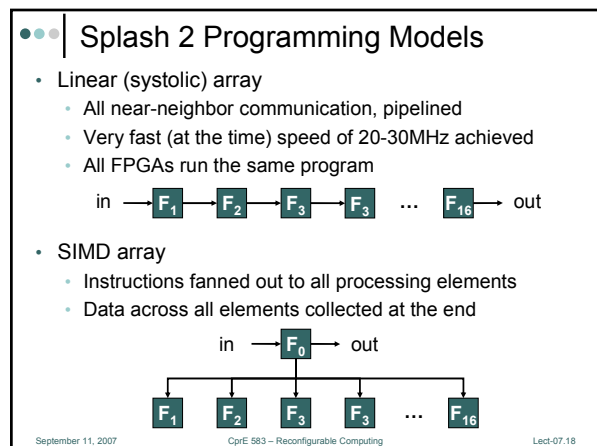 Splash 2 Programming Models
• Linear (systolic) array
• All near-neighbor communication, pipelined
• Very fast (at the time) speed of 20-30MHz achieved
• All FPGAs run the same program
in F1 F2 F3 F3 … F16 out
• SIMD array
• Instructions fanned out to all processing elements
• Data across all elements collected at the end
in F0 out
F1 F2 F3 F3 … F16
September 11, 2007 CprE 583 – Reconfigurable Computing Lect-07.18